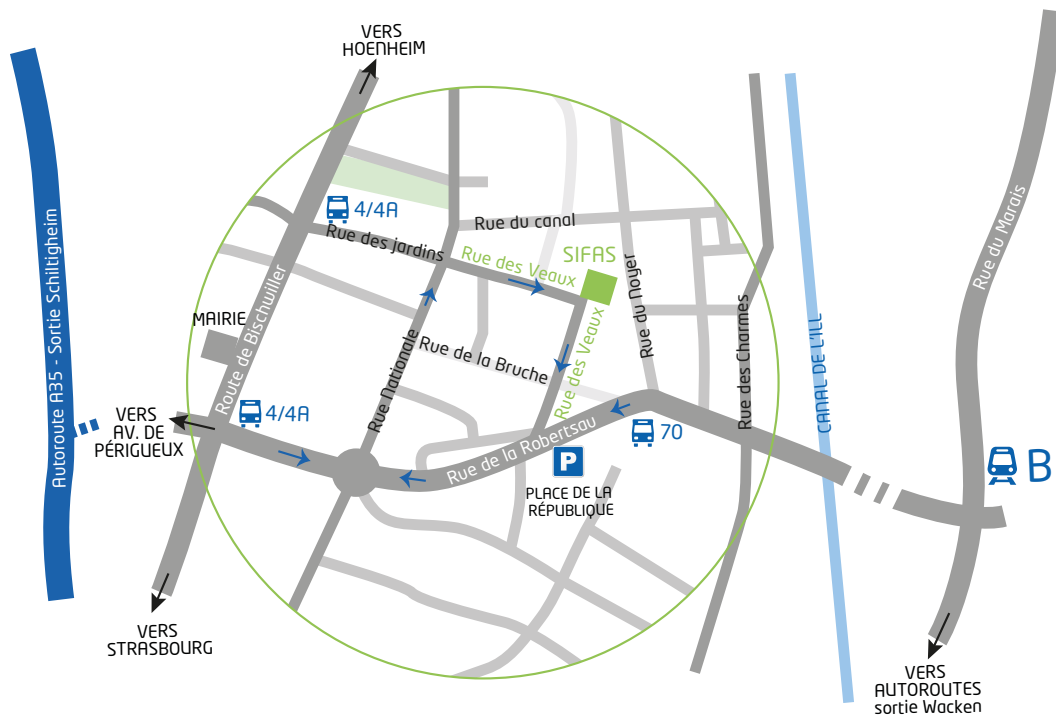 VERS
HOENHEIM
4/4A
Rue des jardins
Rue du canal
Rue des Veaux
SIFAS
Autoroute A35 - Sortie Schiltigheim
Route de Bischwiller
MAIRIE
Rue Nationale
Rue de la Bruche
Rue des Veaux
Rue du Noyer
Rue des Charmes
CANAL DE L'ILL
Rue du Marais
VERS
AV. DE
PÉRIGUEUX
4/4A
Rue de la Robertsau
70
P
PLACE DE LA
RÉPUBLIQUE
B
VERS
STRASBOURG
VERS
AUTOROUTES
sortie Wacken